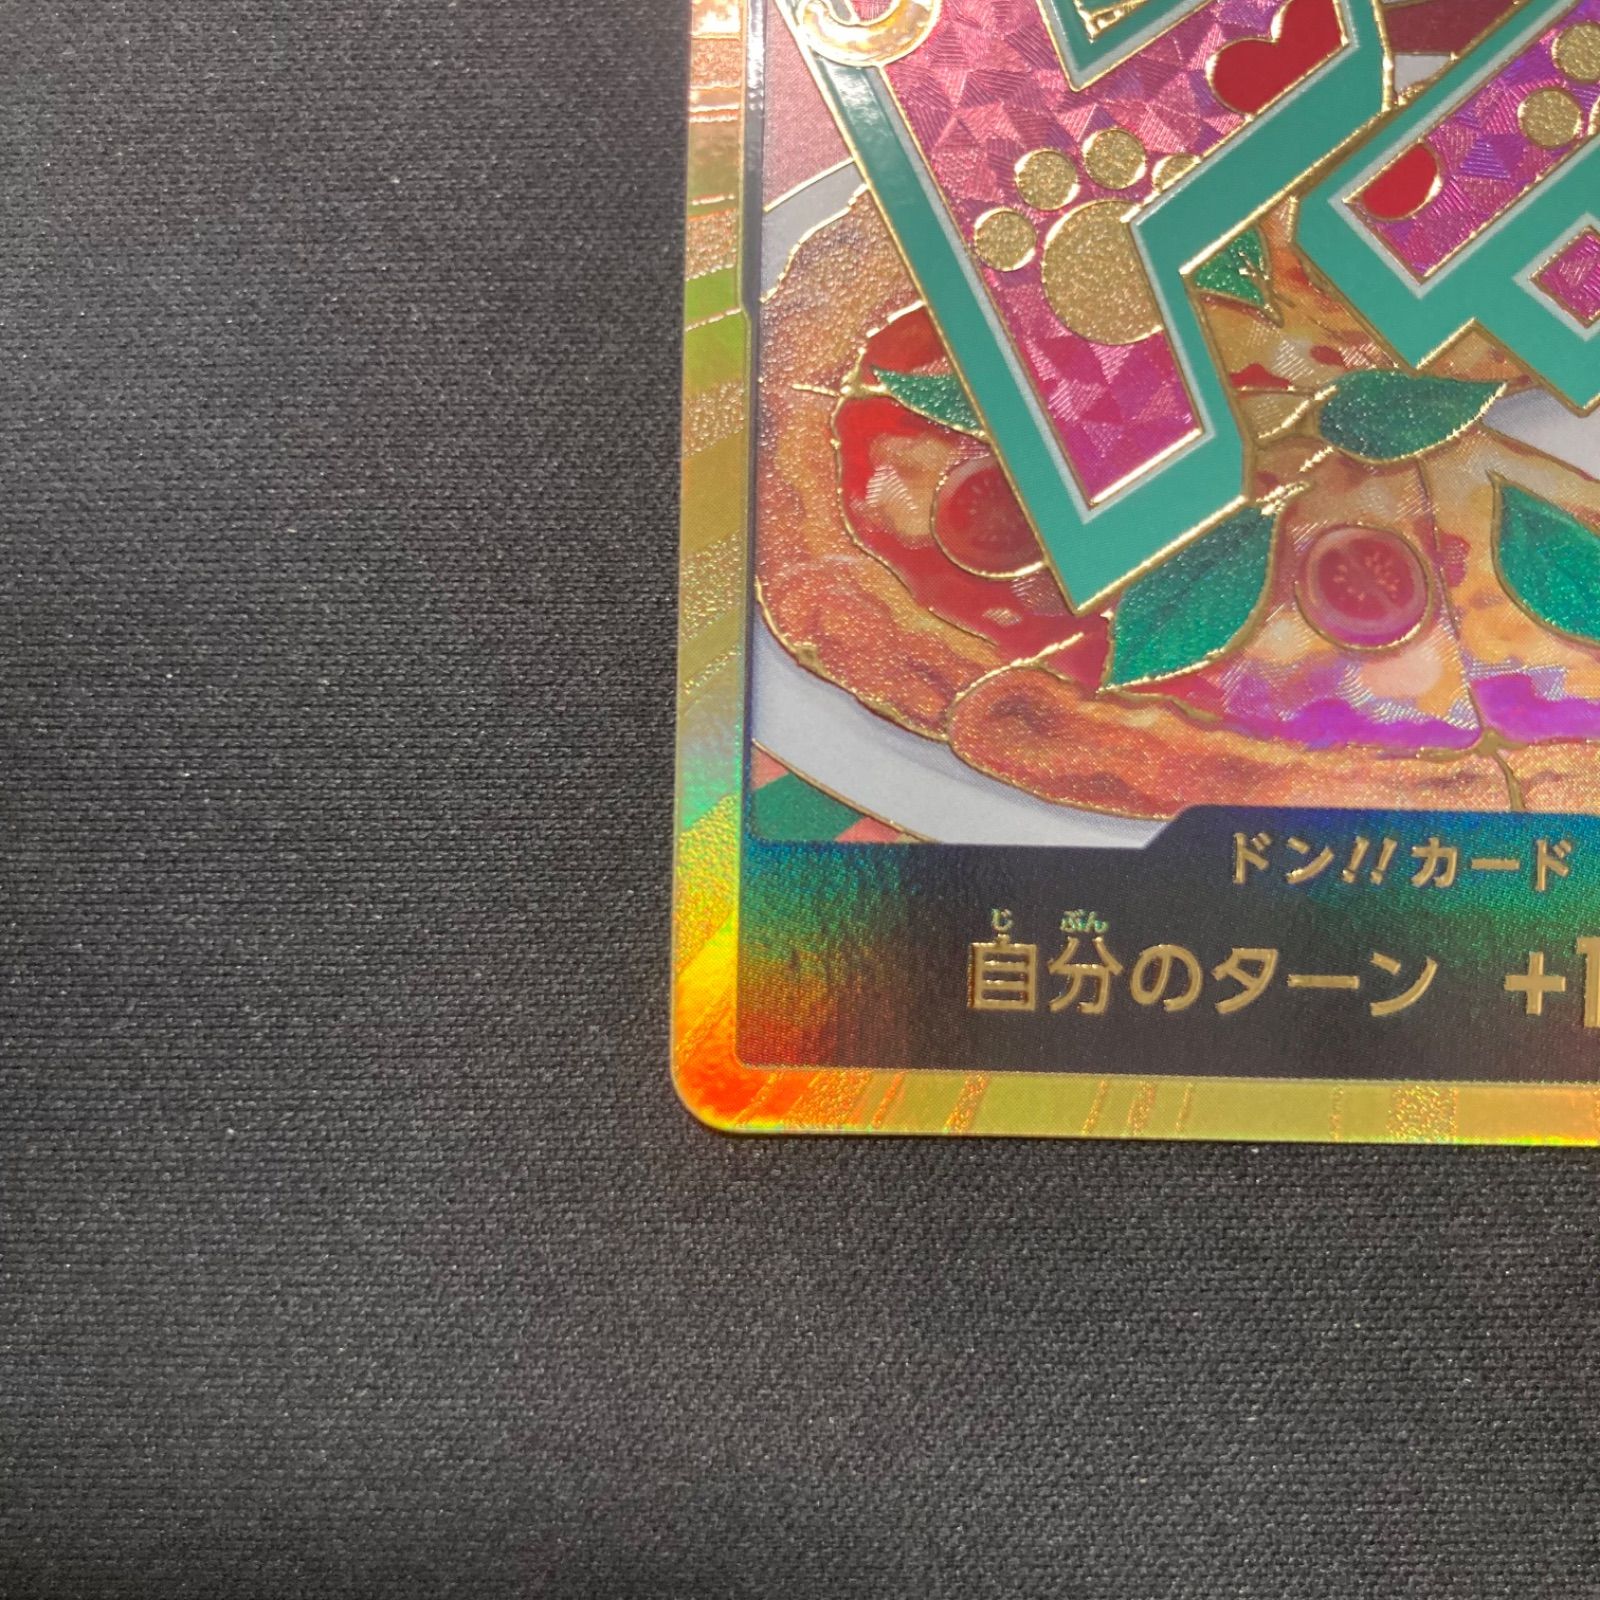 ドン!!カード
じ ぶん
自分のターン +1